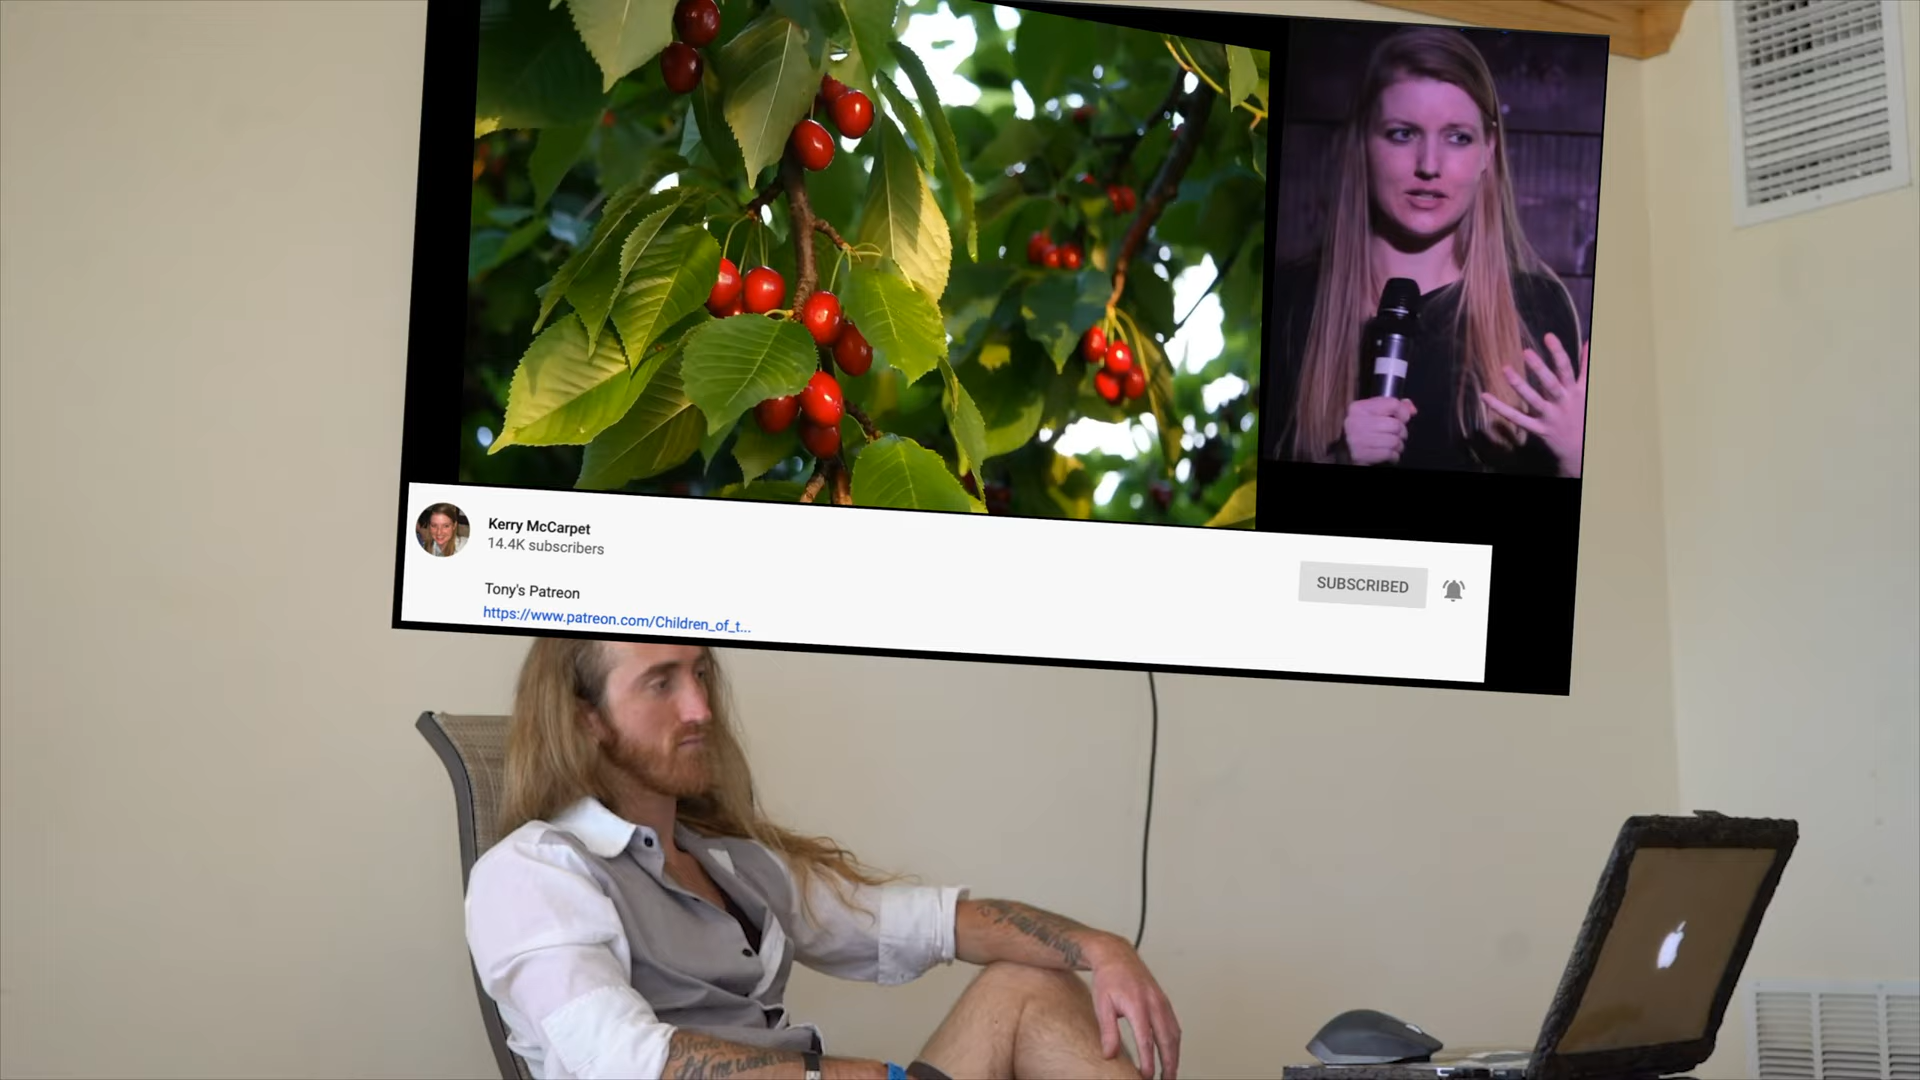 Kerry McCarpet
14.4K subscribers
SUBSCRIBED
Tony's Patreon
https://www.patreon.com/Children_of_t...